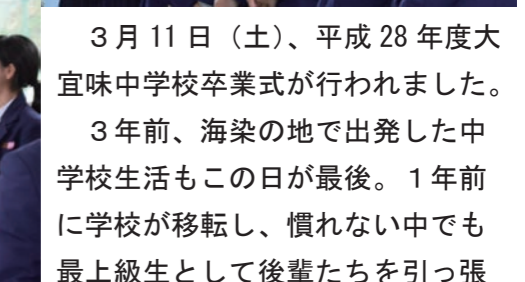 ３月 11 日（土）、平成 28 年度大
宜味中学校卒業式が行われました。
　３年前、海染の地で出発した中
学校生活もこの日が最後。１年前
に学校が移転し、慣れない中でも
最上級生として後輩たちを引っ張